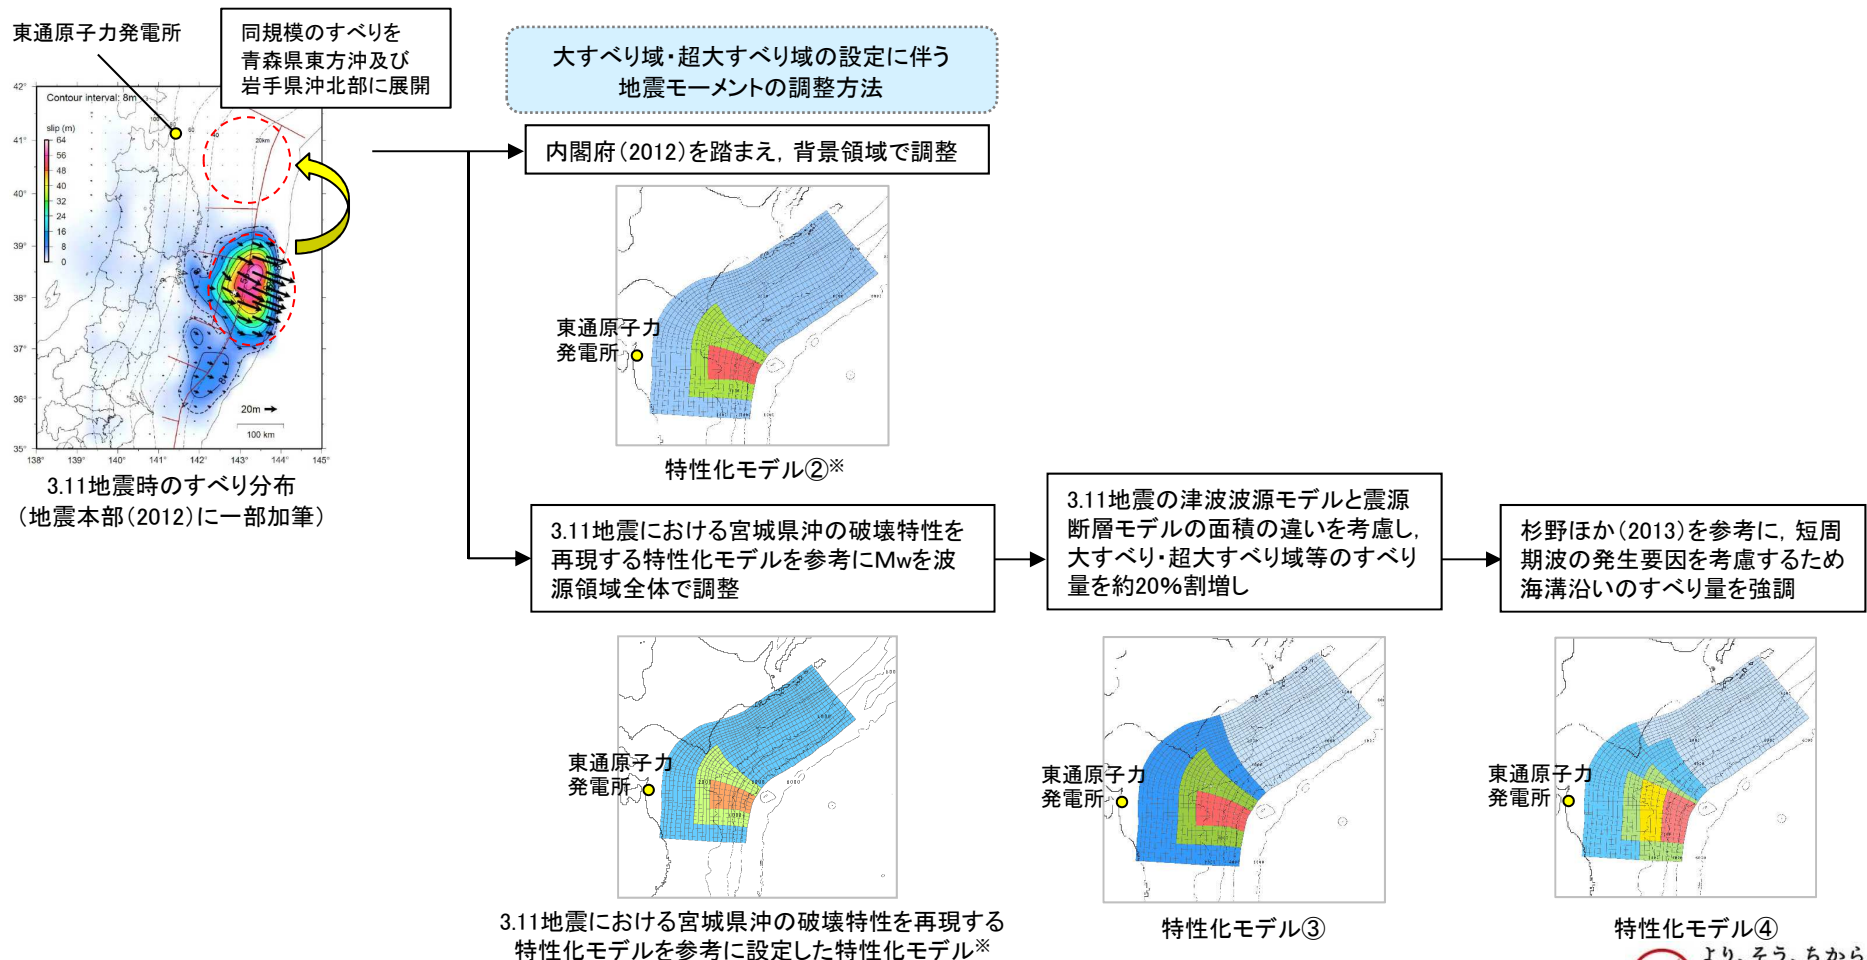 東通原子力発電所
同規模のすべりを
青森県東方沖及び
岩手県沖北部に展開
大すべり域・超大すべり域の設定に伴う
地震モーメントの調整方法
内閣府(2012)を踏まえ,背景領域で調整
Contour interval: 8m
slip (m)
64
56
48
40
32
24
16
8
0
42°
41°
40°
39°
38°
37°
36°
35°
138°
139°
140°
141°
142°
143°
144°
145°
20km
20m
100 km
3.11地震時のすべり分布
(地震本部(2012)に一部加筆)
東通原子力
発電所
特性化モデル②※
3.11地震における宮城県沖の破壊特性を
再現する特性化モデルを参考にMwを波
源領域全体で調整
3.11地震の津波波源モデルと震源
断層モデルの面積の違いを考慮し,
大すべり・超大すべり域等のすべり
量を約20%割増し
杉野ほか(2013)を参考に,短周
期波の発生要因を考慮するため
海溝沿いのすべり量を強調
東通原子力
発電所
3.11地震における宮城県沖の破壊特性を再現する
特性化モデルを参考に設定した特性化モデル※
東通原子力
発電所
特性化モデル③
東通原子力
発電所
特性化モデル④
より,そう,ちから